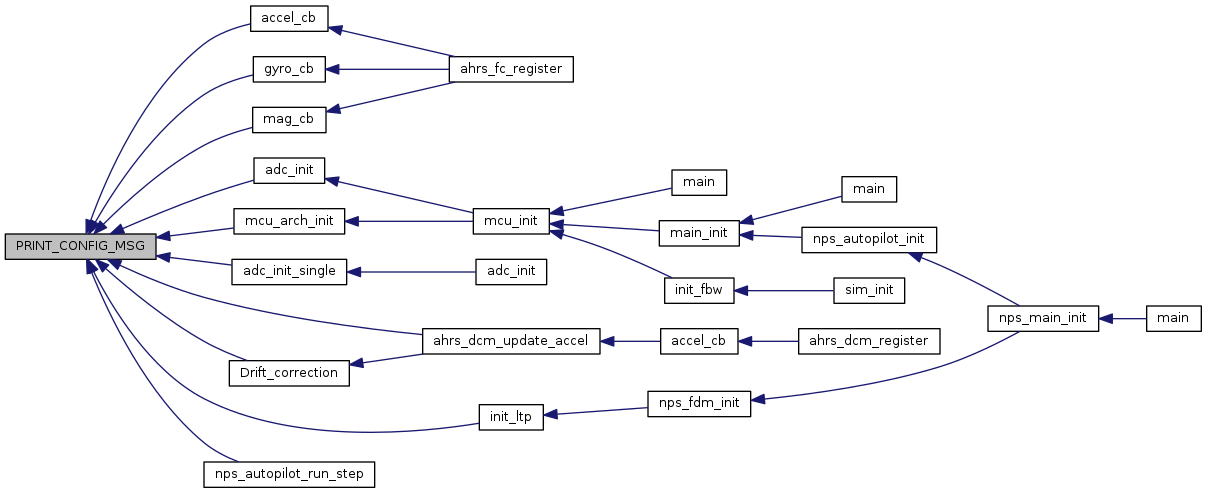 accel_cb
gyro_cb
ahrs_fc_register
mag_cb
adc_init
main
main
mcu_arch_init
mcu_init
main_init
nps_autopilot_init
PRINT_CONFIG_MSG
adc_init_single
adc_init
init_fbw
sim_init
nps_main_init
main
ahrs_dcm_update_accel
accel_cb
ahrs_dcm_register
Drift_correction
nps_fdm_init
init_ltp
nps_autopilot_run_step